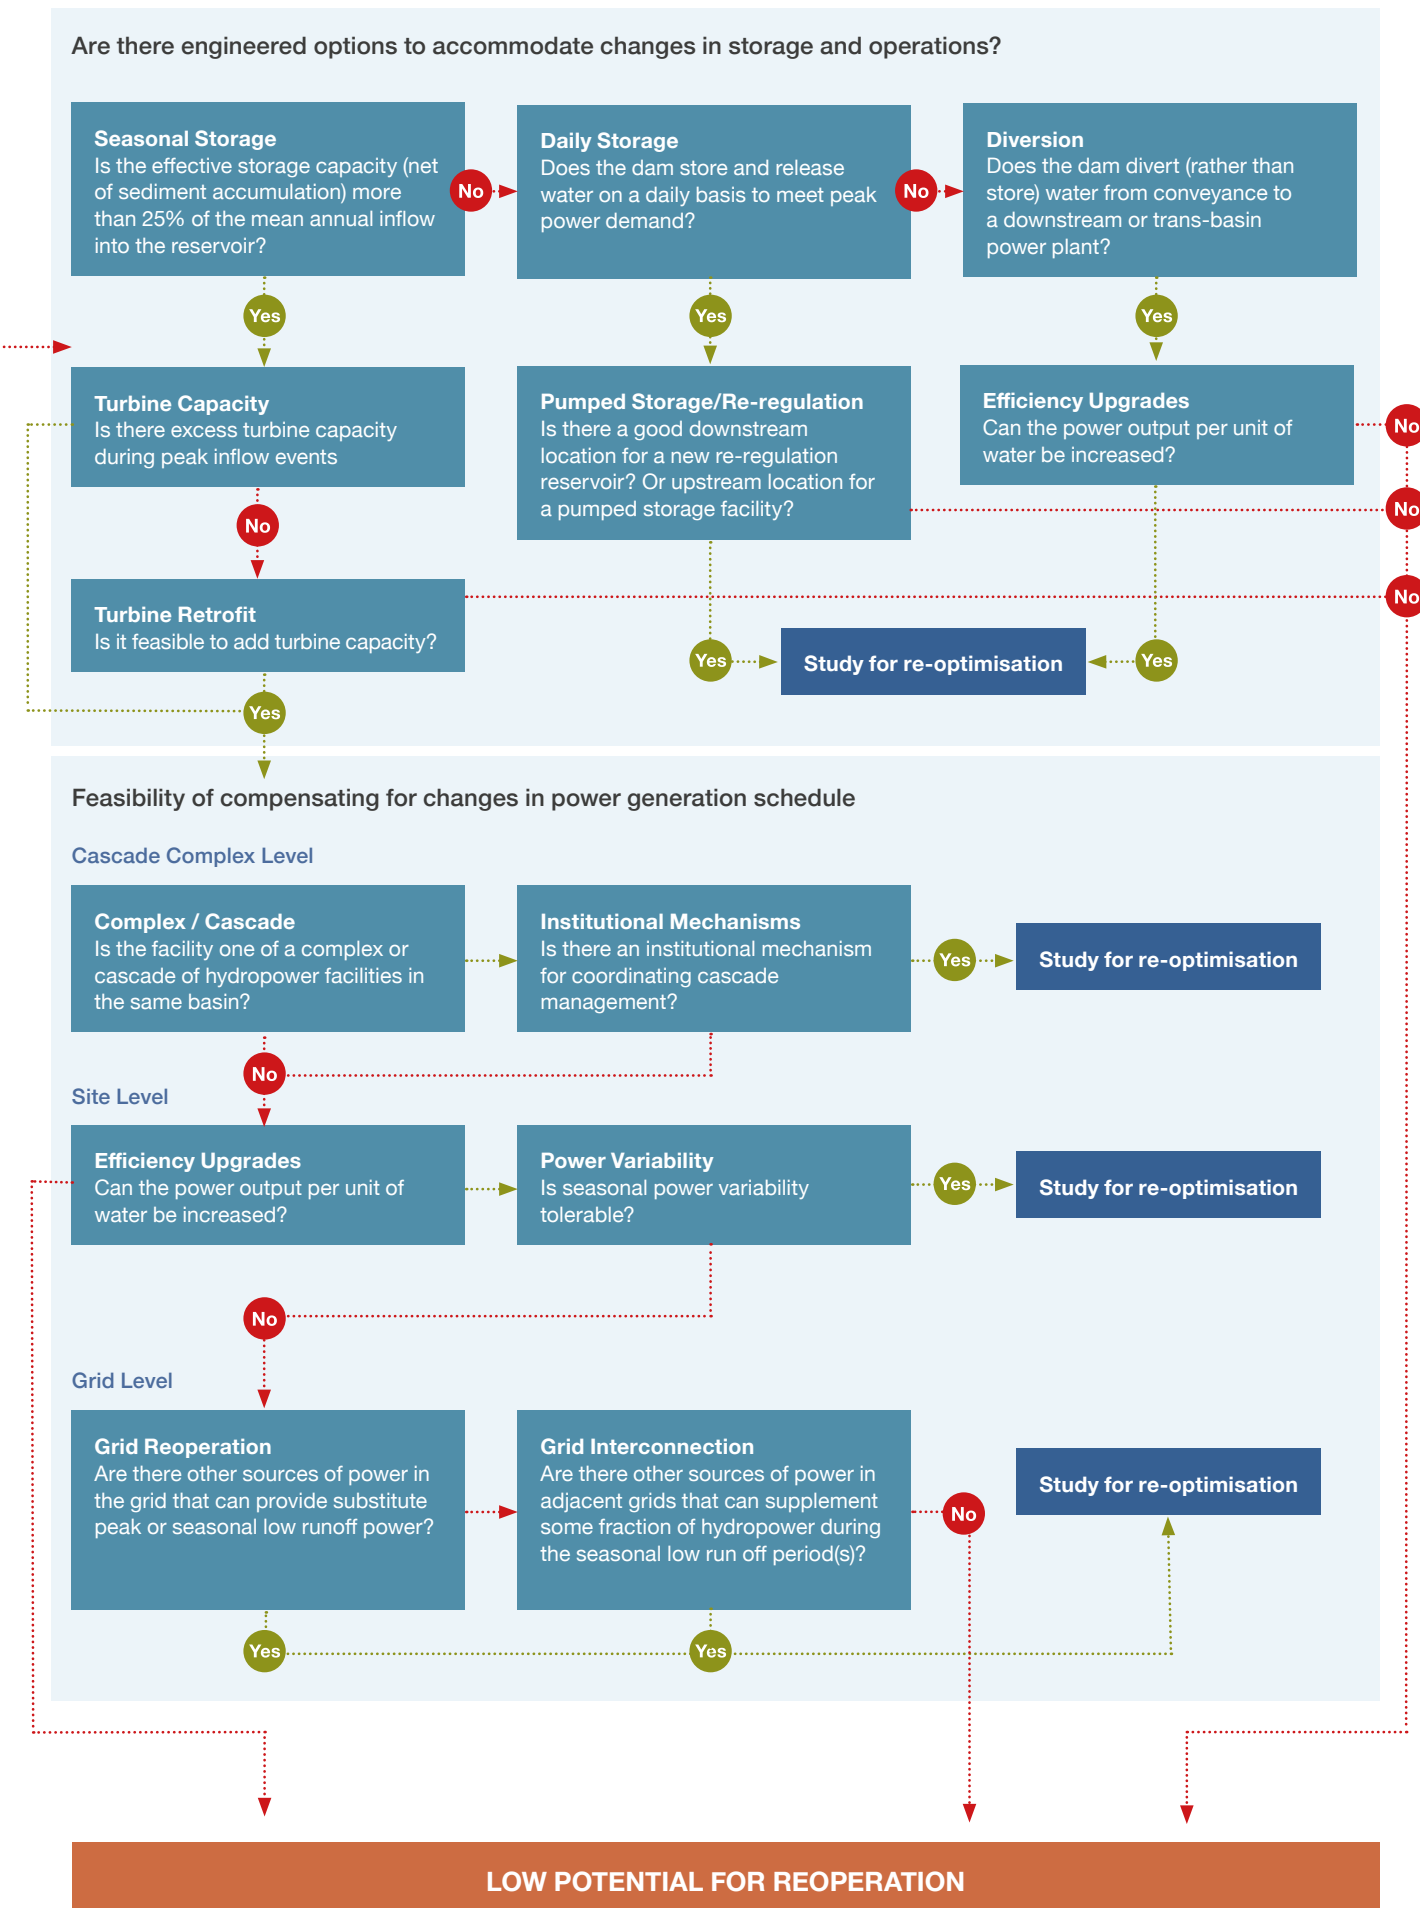 Are there engineered options to accommodate changes in storage and operations?
Seasonal Storage
Is the effective storage capacity (net
of sediment accumulation) more
than 25% of the mean annual inflow
into the reservoir?
No
Daily Storage
Does the dam store and release
water on a daily basis to meet peak
power demand?
No
Diversion
Does the dam divert (rather than
store) water from conveyance to
a downstream or trans-basin
power plant?
Yes
Yes
Yes
Turbine Capacity
Is there excess turbine capacity
during peak inflow events
Pumped Storage/Re-regulation
Is there a good downstream
location for a new re-regulation
reservoir? Or upstream location for
a pumped storage facility?
Efficiency Upgrades
Can the power output per unit of
water be increased?
No
No
No
No
Turbine Retrofit
Is it feasible to add turbine capacity?
Yes
Study for re-optimisation
Yes
Yes
Feasibility of compensating for changes in power generation schedule
Cascade Complex Level
Complex / Cascade
Is the facility one of a complex or
cascade of hydropower facilities in
the same basin?
Institutional Mechanisms
Is there an institutional mechanism
for coordinating cascade
management?
Yes
Study for re-optimisation
No
Site Level
Efficiency Upgrades
Can the power output per unit of
water be increased?
Power Variability
Is seasonal power variability
tolerable?
Yes
Study for re-optimisation
No
Grid Level
Grid Reoperation
Are there other sources of power in
the grid that can provide substitute
peak or seasonal low runoff power?
Grid Interconnection
Are there other sources of power in
adjacent grids that can supplement
some fraction of hydropower during
the seasonal low run off period(s)?
No
Study for re-optimisation
Yes
Yes
LOW POTENTIAL FOR REOPERATION